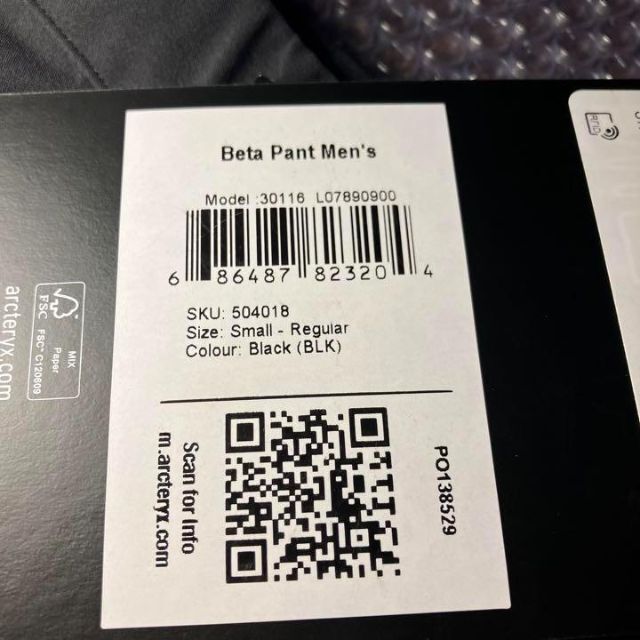 Beta Pant Men's
Model :30116 L07890900
6 86487 82320 4
SKU: 504018
Size: Small - Regular
Colour: Black (BLK)
Scan for Info
m.arcteryx.com
PO138529
arcteryx.com
FSC
MIX
Paper
FSC® C120609